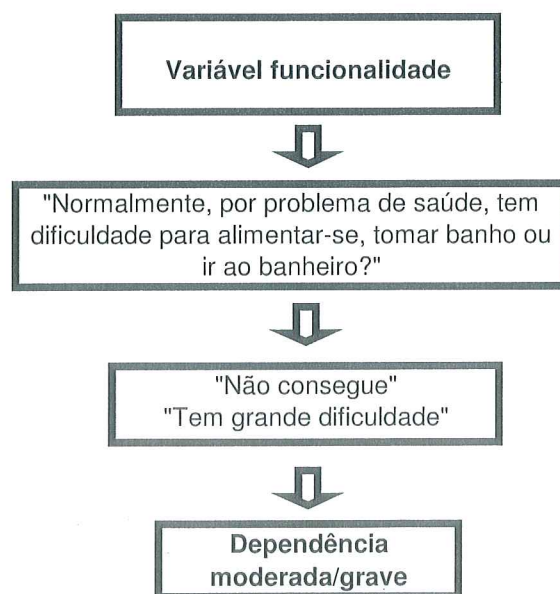 Variável funcionalidade
"Normalmente, por problema de saúde, tem
dificuldade para alimentar-se, tomar banho ou
ir ao banheiro?"
"Não consegue"
"Tem grande dificuldade"
Dependência
moderada/grave